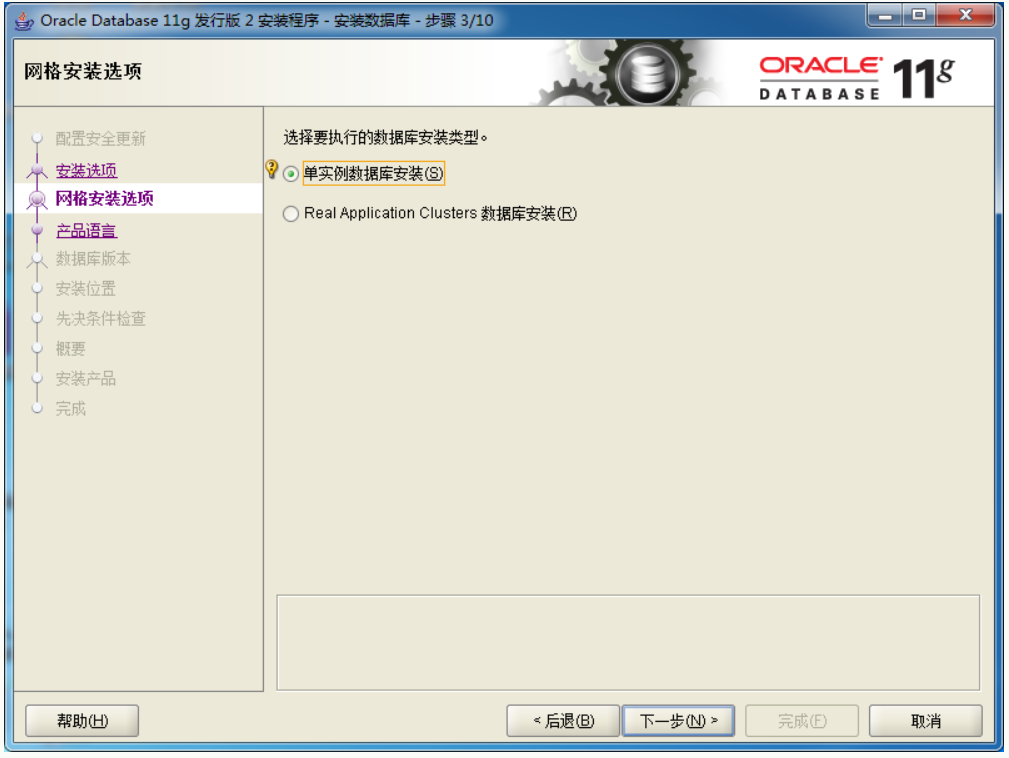 Oracle Database 11g 发行版 2 安装程序 - 安装数据库 - 步骤 3/10
网格安装选项
ORACLE
DATABASE
11g
配置安全更新
安装选项
网格安装选项
产品语言
数据库版本
安装位置
先决条件检查
概要
安装产品
完成
选择要执行的数据库安装类型。
单实例数据库安装(S)
Real Application Clusters 数据库安装(R)
帮助(H)
< 后退(B)
下一步(N) >
完成(F)
取消